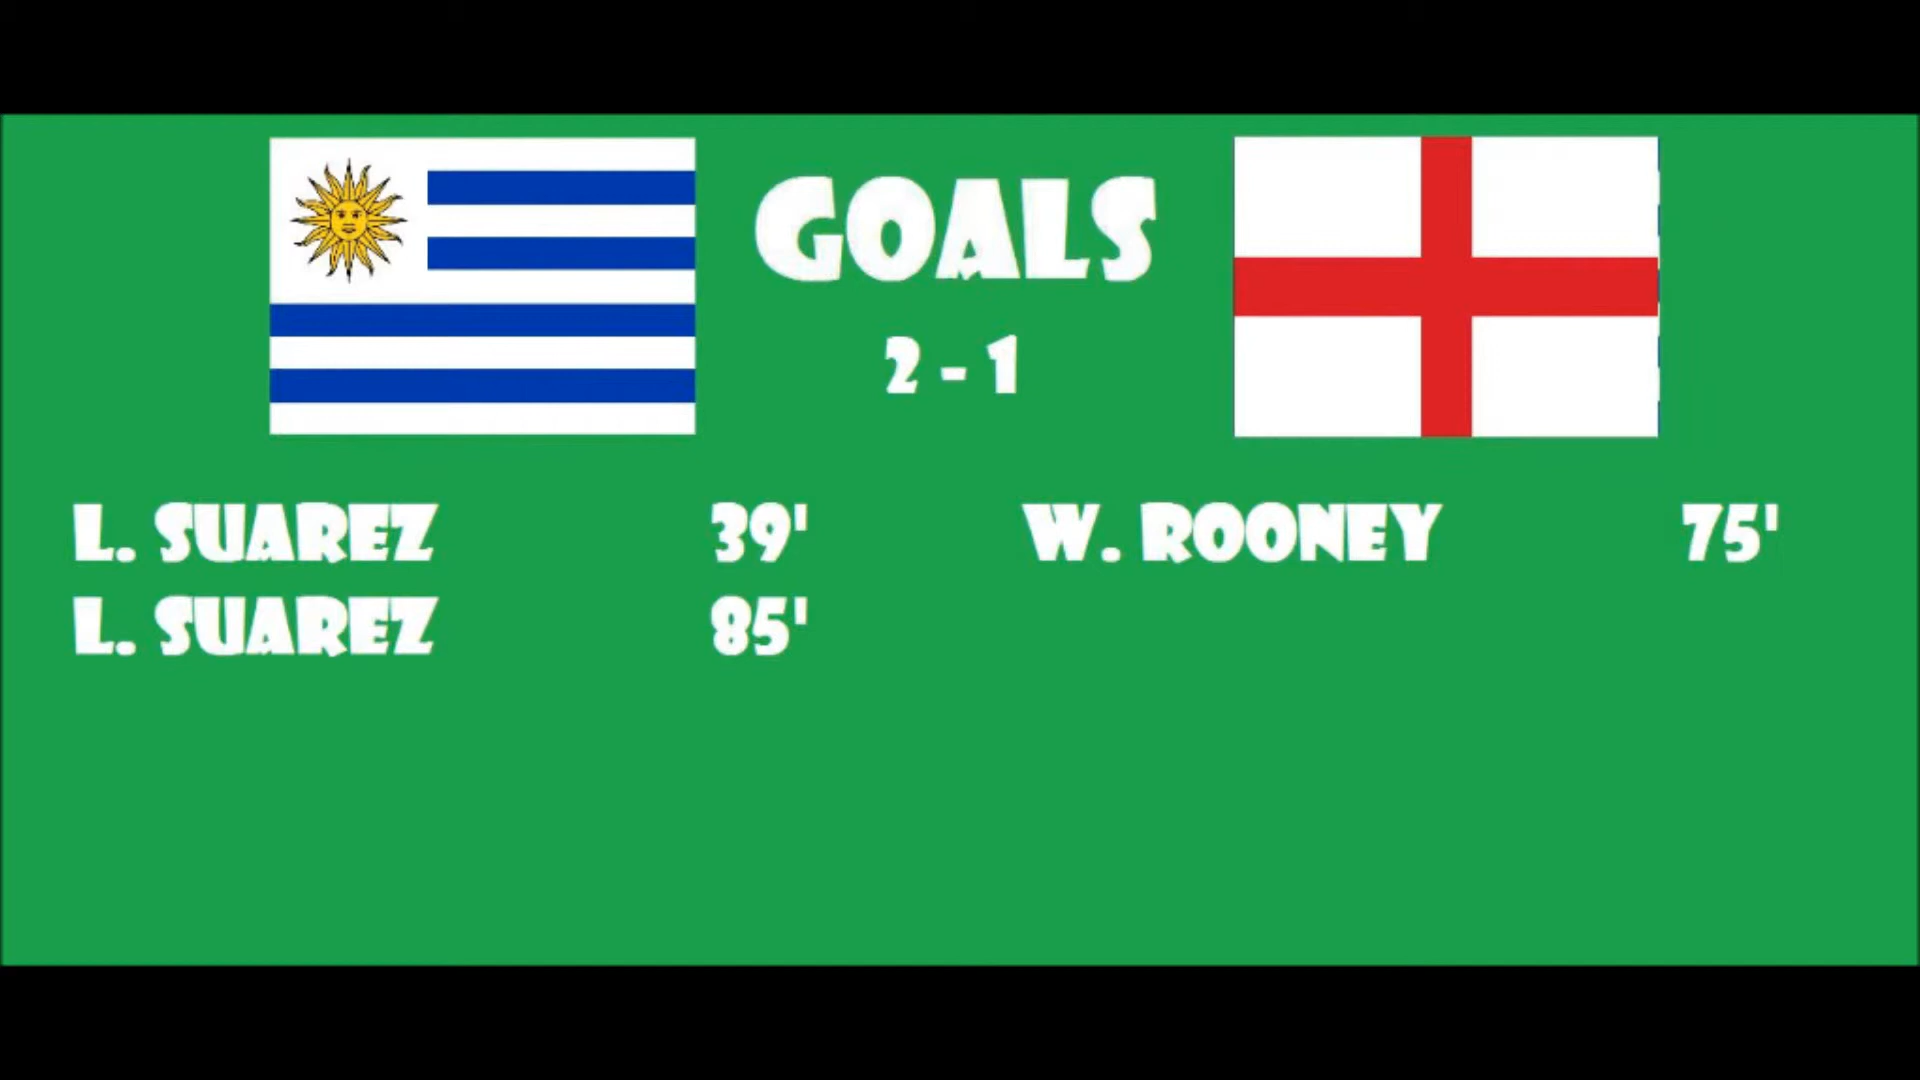 GOALS
2 - 1
L. SUAREZ 39' W. ROONEY 75'
L. SUAREZ 85'